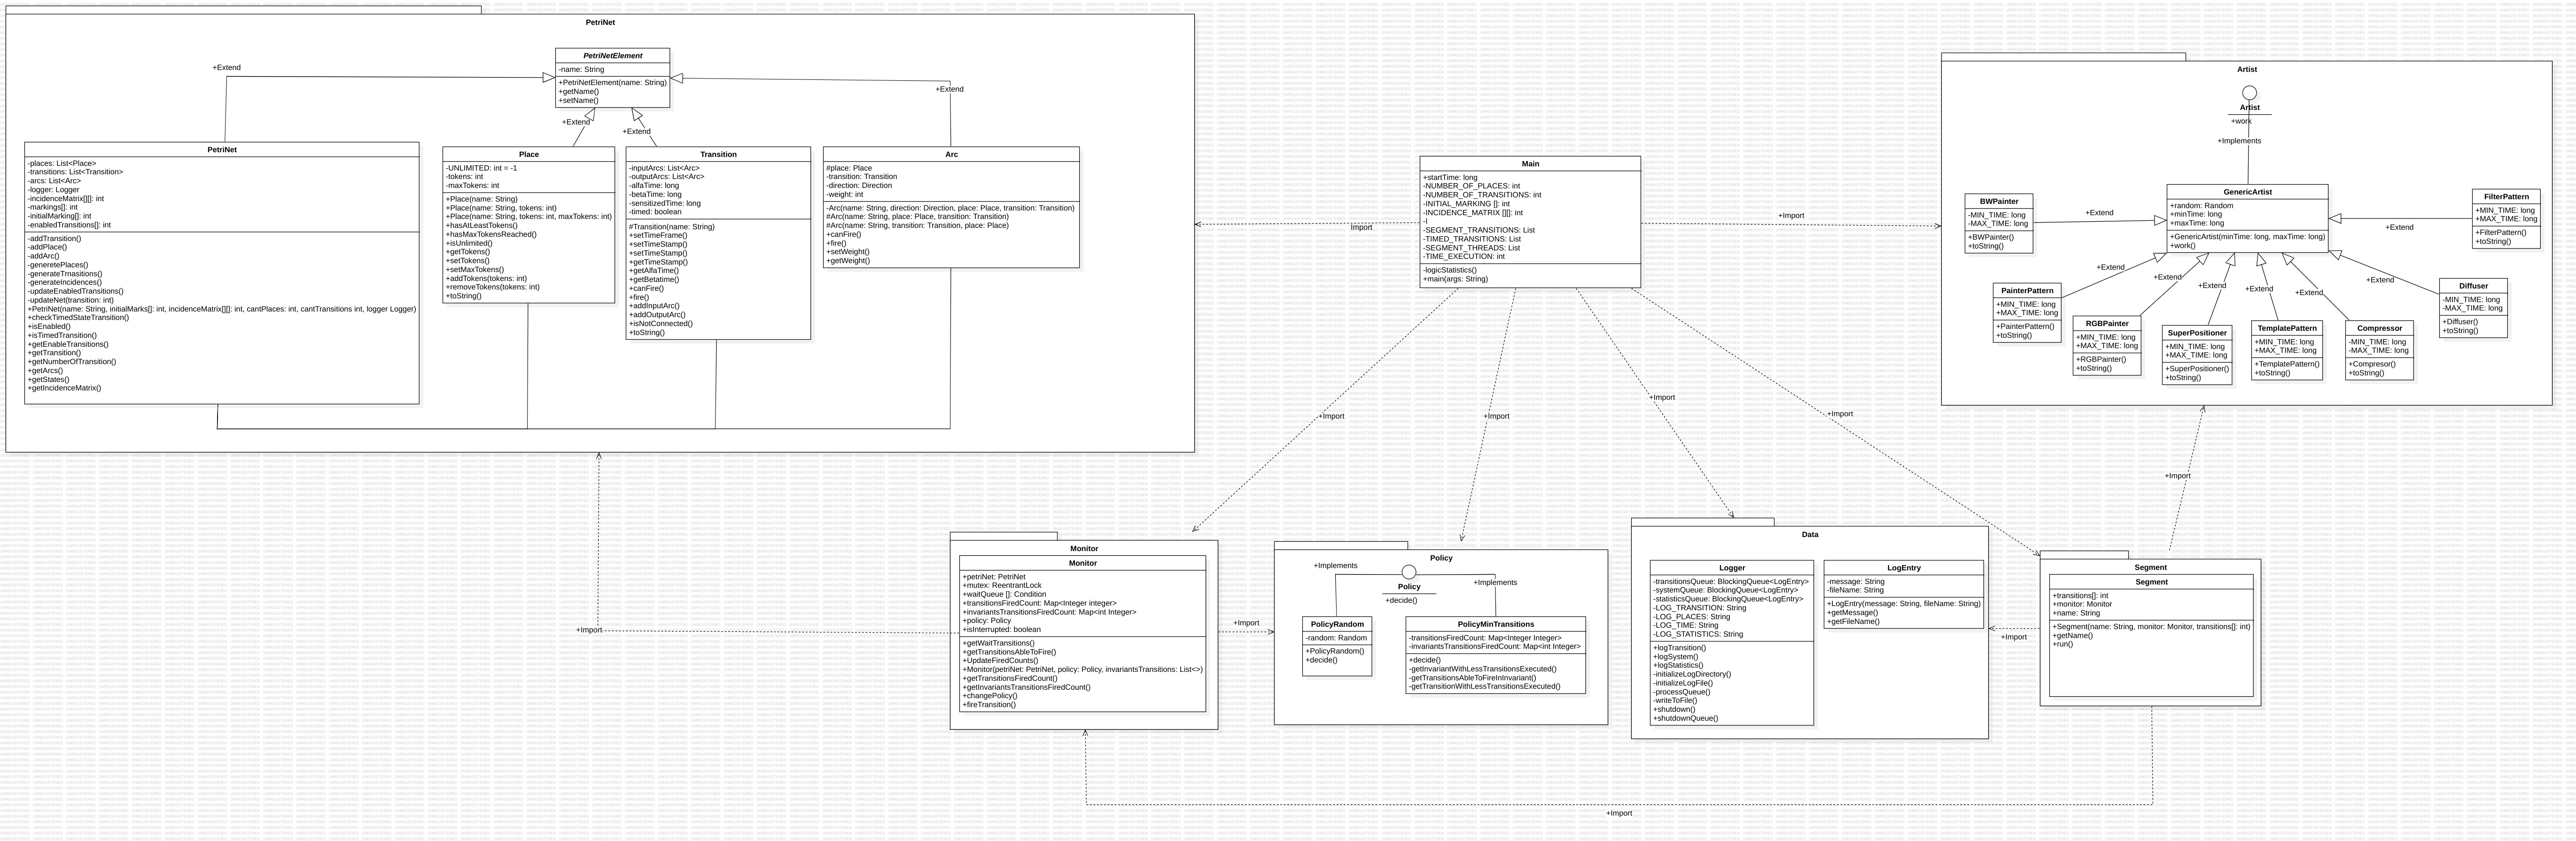 PetriNet
PetriNetElement
-name: String
+PetriNetElement(name: String)
+getName()
+setName()
+Extend
+Extend
+Extend
+Extend
PetriNet
-places: List<Place>
-transitions: List<Transition>
-arcs: List<Arc>
-logger: Logger
-incidenceMatrix[][]: int
-markings[]: int
-initialMarking[]: int
-enabledTransitions[]: int
-addTransition()
-addPlace()
-addArc()
-generetePlaces()
-generateTrnasitions()
-generateIncidences()
-updateEnabledTransitions()
-updateNet(transition: int)
+PetriNet(name: String, initialMarks[]: int, incidenceMatrix[][]: int, cantPlaces: int, cantTransitions int, logger Logger)
+checkTimedStateTransition()
+isEnabled()
+isTimedTransition()
+getEnableTransitions()
+getTransition()
+getNumberOfTransition()
+getArcs()
+getStates()
+getIncidenceMatrix()
Place
-UNLIMITED: int = -1
-tokens: int
-maxTokens: int
+Place(name: String)
+Place(name: String, tokens: int)
+Place(name: String, tokens: int, maxTokens: int)
+hasAtLeastTokens()
+hasMaxTokensReached()
+isUnlimited()
+getTokens()
+setTokens()
+setMaxTokens()
+addTokens(tokens: int)
+removeTokens(tokens: int)
+toString()
Transition
-inputArcs: List<Arc>
-outputArcs: List<Arc>
-alfaTime: long
-betaTime: long
-sensitizedTime: long
-timed: boolean
#Transition(name: String)
+setTimeFrame()
+setTimeStamp()
+setTimeStamp()
+getTimeStamp()
+getAlfaTime()
+getBetatime()
+canFire()
+fire()
+addInputArc()
+addOutputArc()
+isNotConnected()
+toString()
Arc
#place: Place
-transition: Transition
-direction: Direction
-weight: int
-Arc(name: String, direction: Direction, place: Place, transition: Transition)
#Arc(name: String, place: Place, transition: Transition)
#Arc(name: String, transition: Transition, place: Place)
+canFire()
+fire()
+setWeight()
+getWeight()
Main
+startTime: long
-NUMBER_OF_PLACES: int
-NUMBER_OF_TRANSITIONS: int
-INITIAL_MARKING []: int
-INCIDENCE_MATRIX [][]: int
-I
-SEGMENT_TRANSITIONS: List
-TIMED_TRANSITIONS: List
-SEGMENT_THREADS: List
-TIME_EXECUTION: int
-logicStatistics()
+main(args: String)
Import
+Import
+Import
+Import
+Import
+Import
Artist
Artist
+work
+Implements
GenericArtist
+random: Random
+minTime: long
+maxTime: long
+GenericArtist(minTime: long, maxTime: long)
+work()
BWPainter
-MIN_TIME: long
-MAX_TIME: long
+BWPainter()
+toString()
+Extend
FilterPattern
+MIN_TIME: long
+MAX_TIME: long
+FilterPattern()
+toString()
+Extend
PainterPattern
+MIN_TIME: long
+MAX_TIME: long
+PainterPattern()
+toString()
+Extend
RGBPainter
+MIN_TIME: long
+MAX_TIME: long
+RGBPainter()
+toString()
+Extend
SuperPositioner
+MIN_TIME: long
+MAX_TIME: long
+SuperPositioner()
+toString()
+Extend
TemplatePattern
+MIN_TIME: long
+MAX_TIME: long
+TemplatePattern()
+toString()
+Extend
Compressor
-MIN_TIME: long
-MAX_TIME: long
+Compresor()
+toString()
+Extend
Diffuser
-MIN_TIME: long
-MAX_TIME: long
+Diffuser()
+toString()
+Extend
+Import
+Import
Monitor
Monitor
+petriNet: PetriNet
+mutex: ReentrantLock
+waitQueue []: Condition
+transitionsFiredCount: Map<Integer integer>
+invariantsTransitionsFiredCount: Map<int Integer>
+policy: Policy
+isInterrupted: boolean
+getWaitTransitions()
+getTransitionsAbleToFire()
+UpdateFiredCounts()
+Monitor(petriNet: PetriNet, policy: Policy, invariantsTransitions: List<>)
+getTransitionsFiredCount()
+getInvariantsTransitionsFiredCount()
+changePolicy()
+fireTransition()
+Import
Policy
Policy
+decide()
+Implements
+Implements
PolicyRandom
-random: Random
+PolicyRandom()
+decide()
PolicyMinTransitions
-transitionsFiredCount: Map<Integer Integer>
-invariantsTransitionsFiredCount: Map<int Integer>
+decide()
-getInvariantWithLessTransitionsExecuted()
-getTransitionsAbleToFireInInvariant()
-getTransitionWithLessTransitionsExecuted()
Data
Logger
-transitionsQueue: BlockingQueue<LogEntry>
-systemQueue: BlockingQueue<LogEntry>
-statisticsQueue: BlockingQueue<LogEntry>
-LOG_TRANSITION: String
-LOG_PLACES: String
-LOG_TIME: String
-LOG_STATISTICS: String
+logTransition()
+logSystem()
+logStatistics()
-initializeLogDirectory()
-initializeLogFile()
-processQueue()
-writeToFile()
+shutdown()
+shutdownQueue()
LogEntry
-message: String
-fileName: String
+LogEntry(message: String, fileName: String)
+getMessage()
+getFileName()
+Import
Segment
Segment
+transitions[]: int
+monitor: Monitor
+name: String
+Segment(name: String, monitor: Monitor, transitions[]: int)
+getName()
+run()
+Import